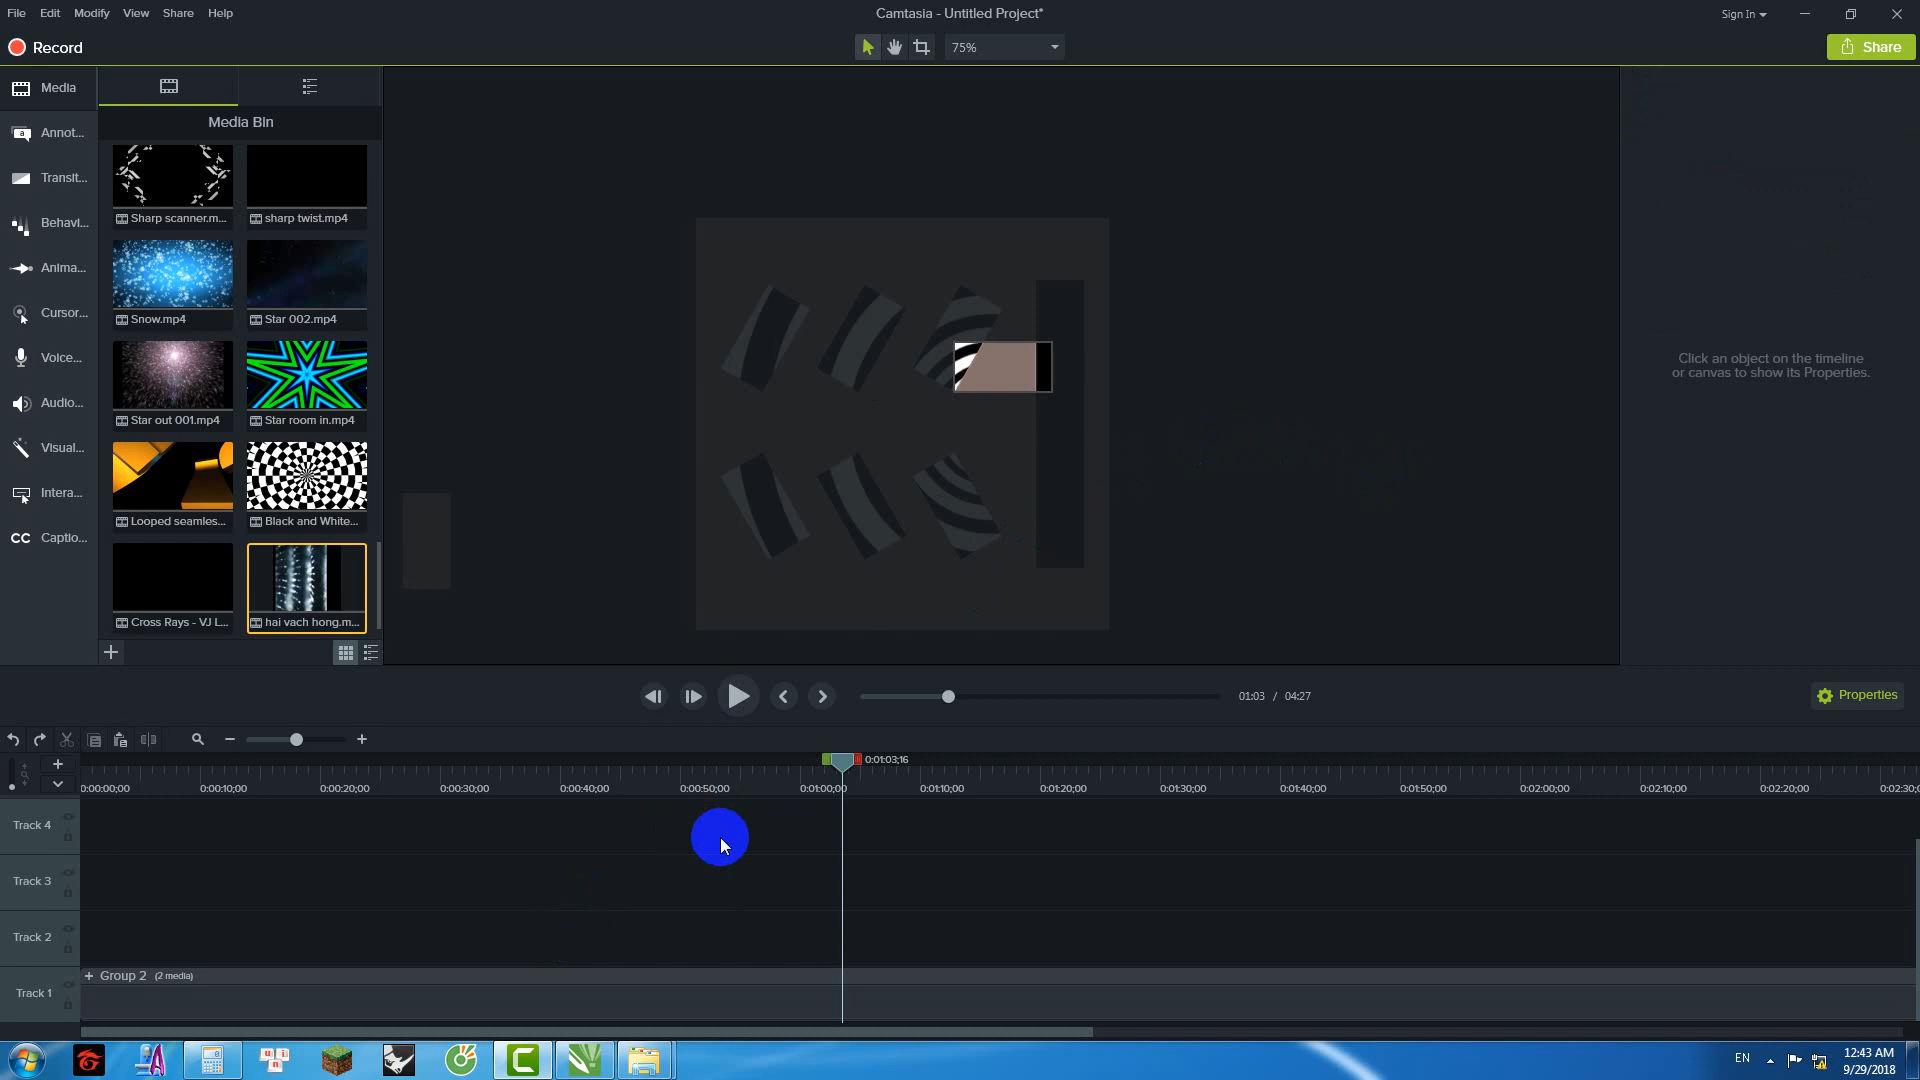 File Edit Modify View Share Help
Camtasia - Untitled Project*
Sign In
Record
75%
Share
Media
Annot...
Transit...
Behavi...
Anima...
Cursor...
Voice...
Audio...
Visual...
Intera...
CC Captio...
Media Bin
Sharp scanner.m... sharp twist.mp4
Snow.mp4 Star 002.mp4
Star out 001.mp4 Star room in.mp4
Looped seamles... Black and White...
Cross Rays - VJ L... hai vach hong.m...
Click an object on the timeline
or canvas to show its Properties.
01:03 / 04:27
Properties
0:01:03;16
0:00:00;00 0:00:10;00 0:00:20;00 0:00:30;00 0:00:40;00 0:00:50;00 0:01:00;00 0:01:10;00 0:01:20;00 0:01:30;00 0:01:40;00 0:01:50;00 0:02:00;00 0:02:10;00 0:02:20;00 0:02:30;0
Track 4
Track 3
Track 2
Group 2 (2 media)
Track 1
EN
12:43 AM
9/29/2018